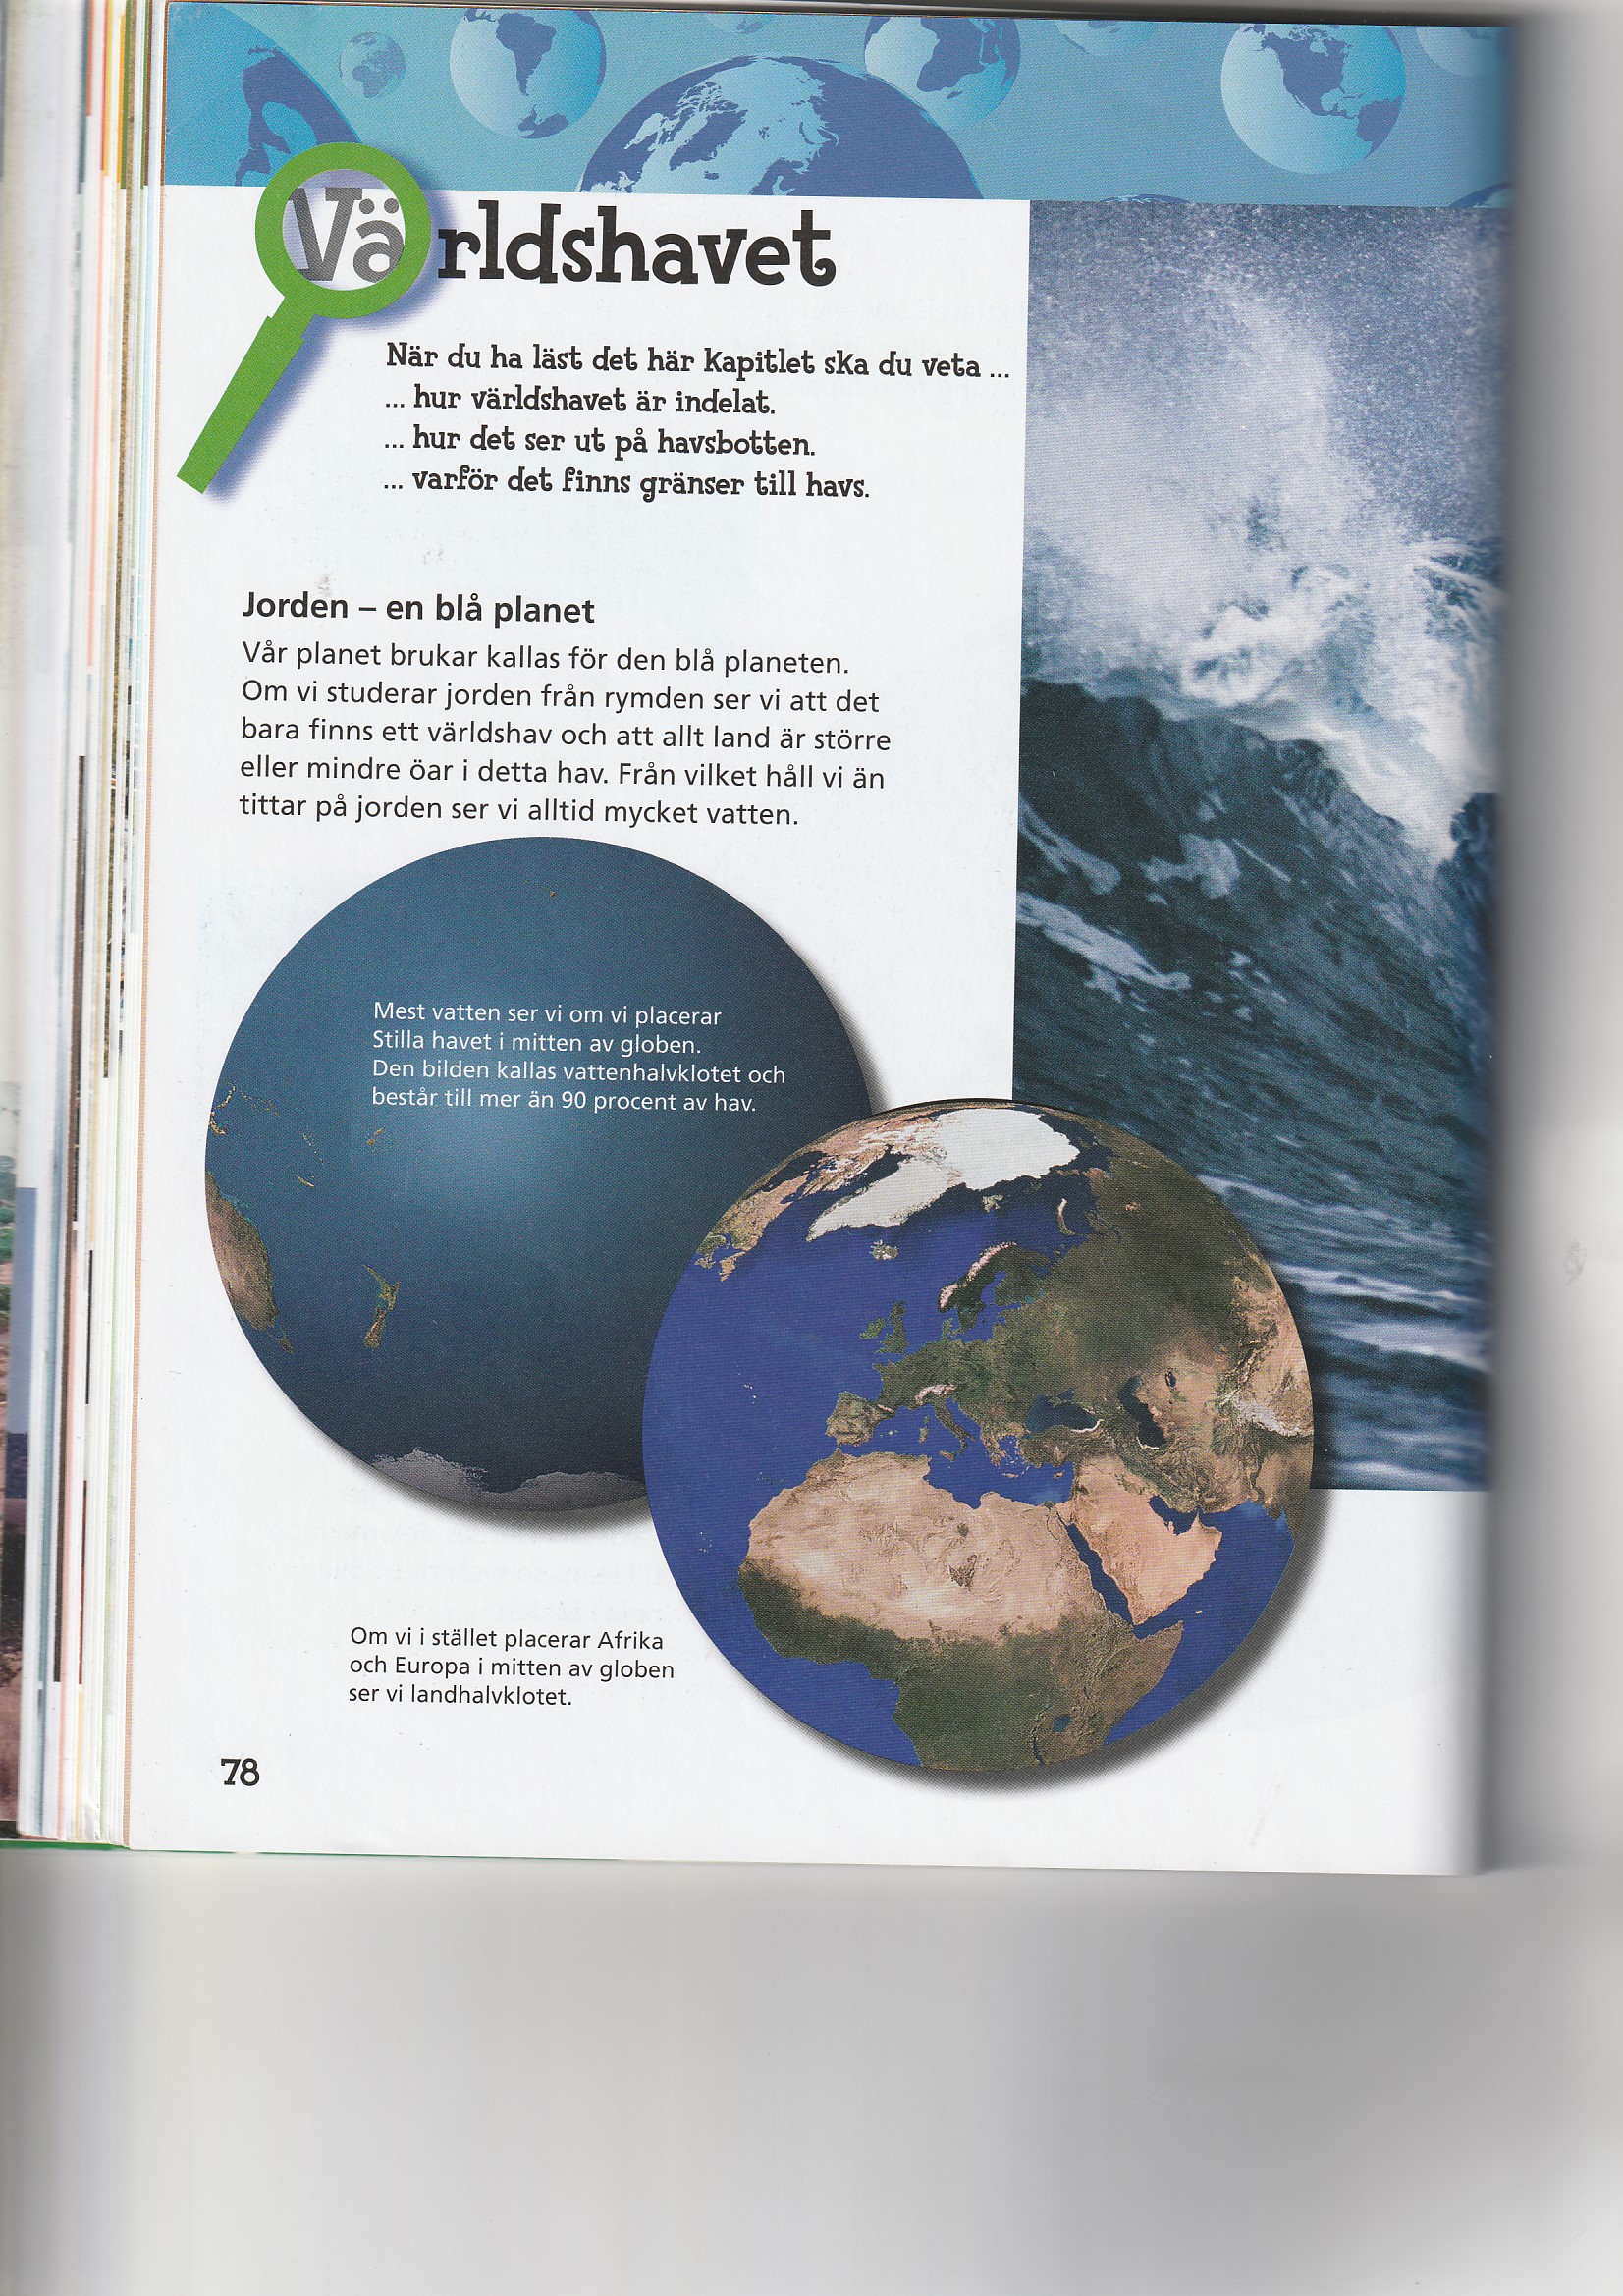 Världshavet
När du ha läst det här kapitlet ska du veta ...
... hur världshavet är indelat.
... hur det ser ut på havsbotten.
... varför det finns gränser till havs.
Jorden – en blå planet
Vår planet brukar kallas för den blå planeten.
Om vi studerar jorden från rymden ser vi att det
bara finns ett världshav och att allt land är större
eller mindre öar i detta hav. Från vilket håll vi än
tittar på jorden ser vi alltid mycket vatten.
Mest vatten ser vi om vi placerar
Stilla havet i mitten av globen.
Den bilden kallas vattenhalvklotet och
består till mer än 90 procent av hav.
Om vi i stället placerar Afrika
och Europa i mitten av globen
ser vi landhalvklotet.
78